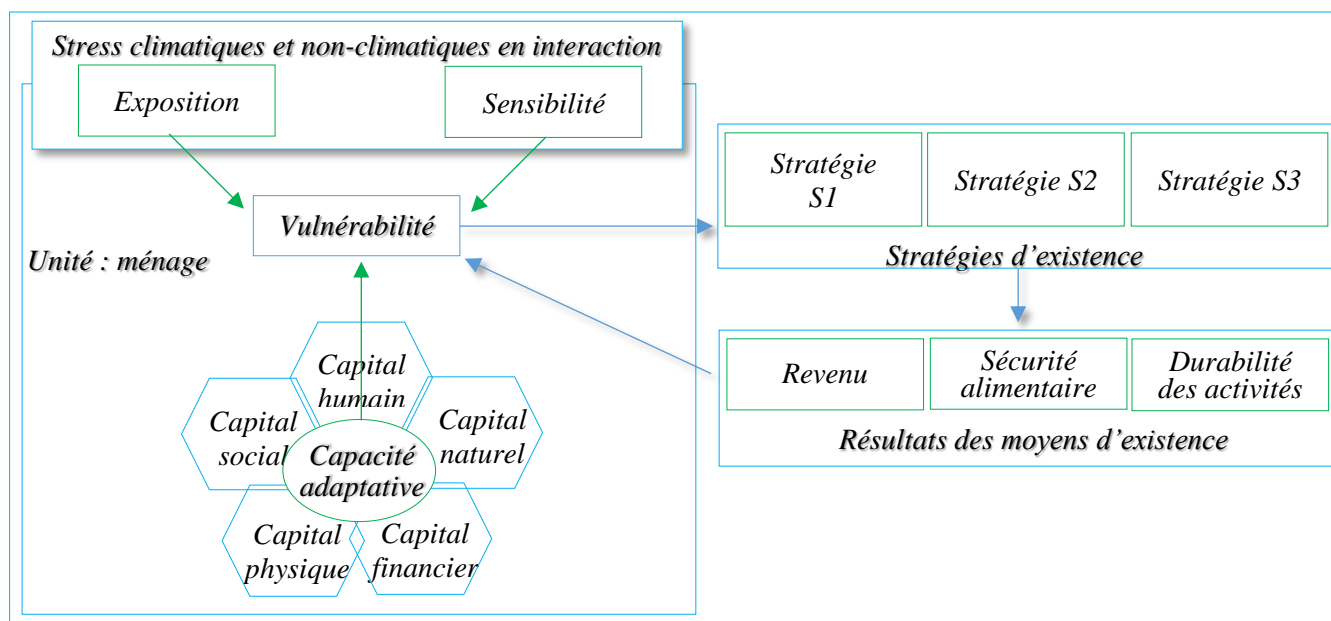 Stress climatiques et non-climatiques en interaction
Exposition
Sensibilité
Vulnérabilité
Unité : ménage
Capital
humain
Capital
social
Capital
naturel
Capacité
adaptative
Capital
physique
Capital
financier
Stratégie
S1
Stratégie S2
Stratégie S3
Stratégies d’existence
Revenu
Sécurité
alimentaire
Durabilité
des activités
Résultats des moyens d’existence